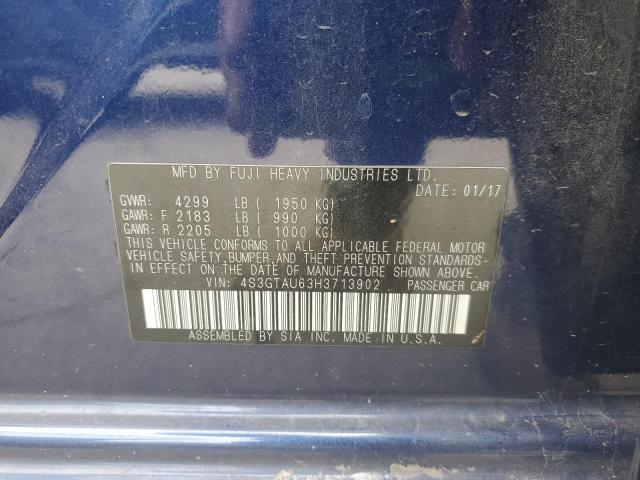 MFD BY FUJI HEAVY INDUSTRIES LTD.
DATE: 01/17
GVWR: 4299 LB ( 1950 KG)
GAWR: F 2183 LB ( 990 KG)
GAWR: R 2205 LB ( 1000 KG)
THIS VEHICLE CONFORMS TO ALL APPLICABLE FEDERAL MOTOR
VEHICLE SAFETY,BUMPER,AND THEFT PREVENTION STANDARDS
IN EFFECT ON THE DATE OF MANUFACTURE SHOWN ABOVE.
VIN: 4S3GTAU63H3713902 PASSENGER CAR
ASSEMBLED BY SIA INC. MADE IN U.S.A.